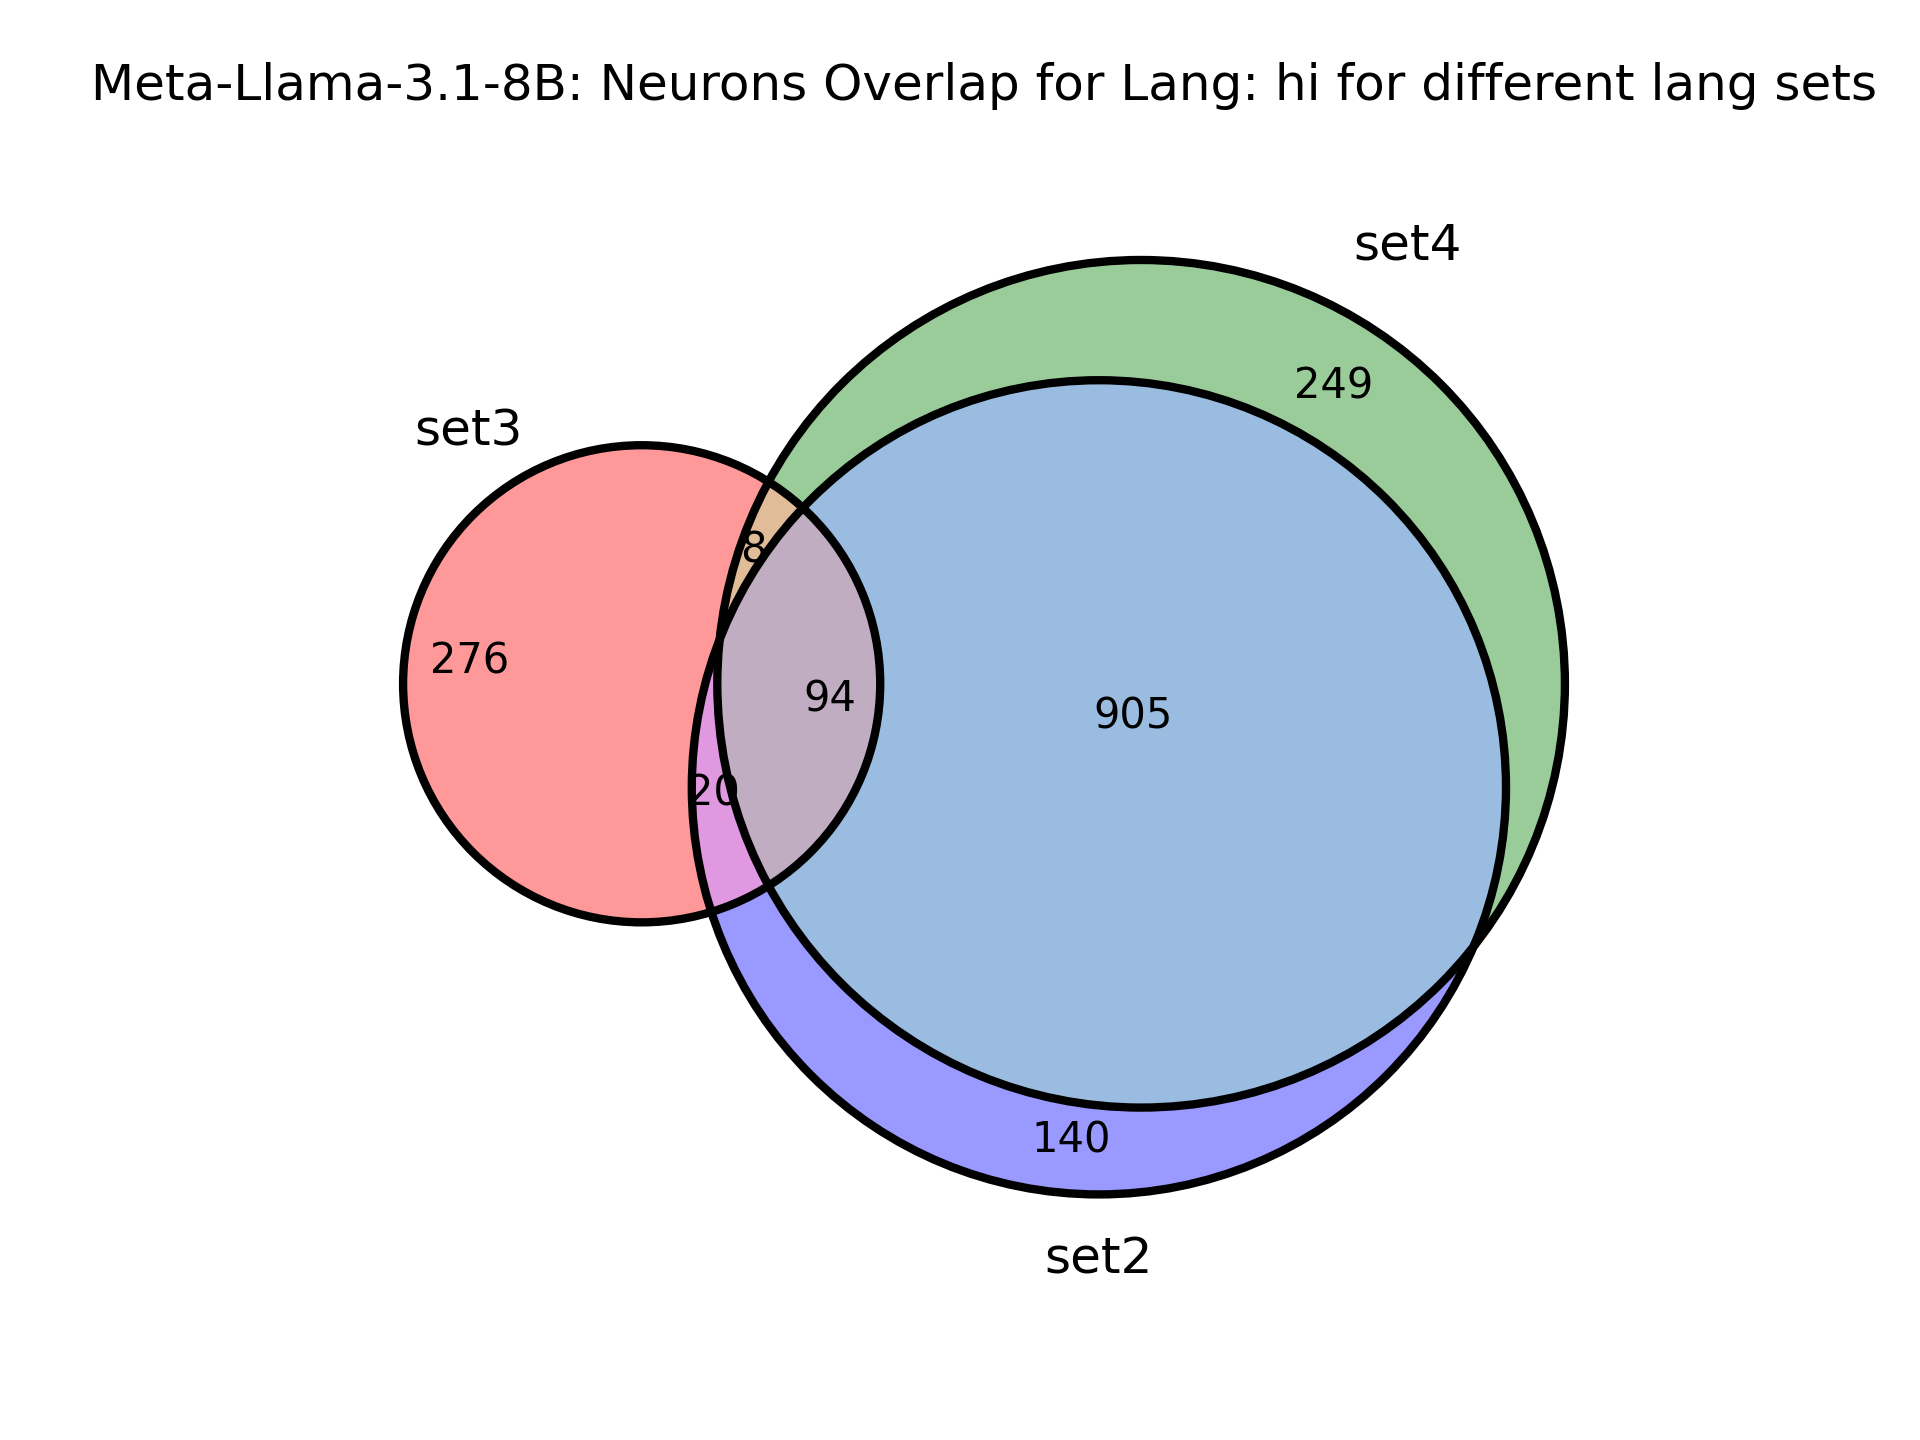 Meta-Llama-3.1-8B: Neurons Overlap for Lang: hi for different lang sets
set4
249
set3
8
276
94
905
20
140
set2